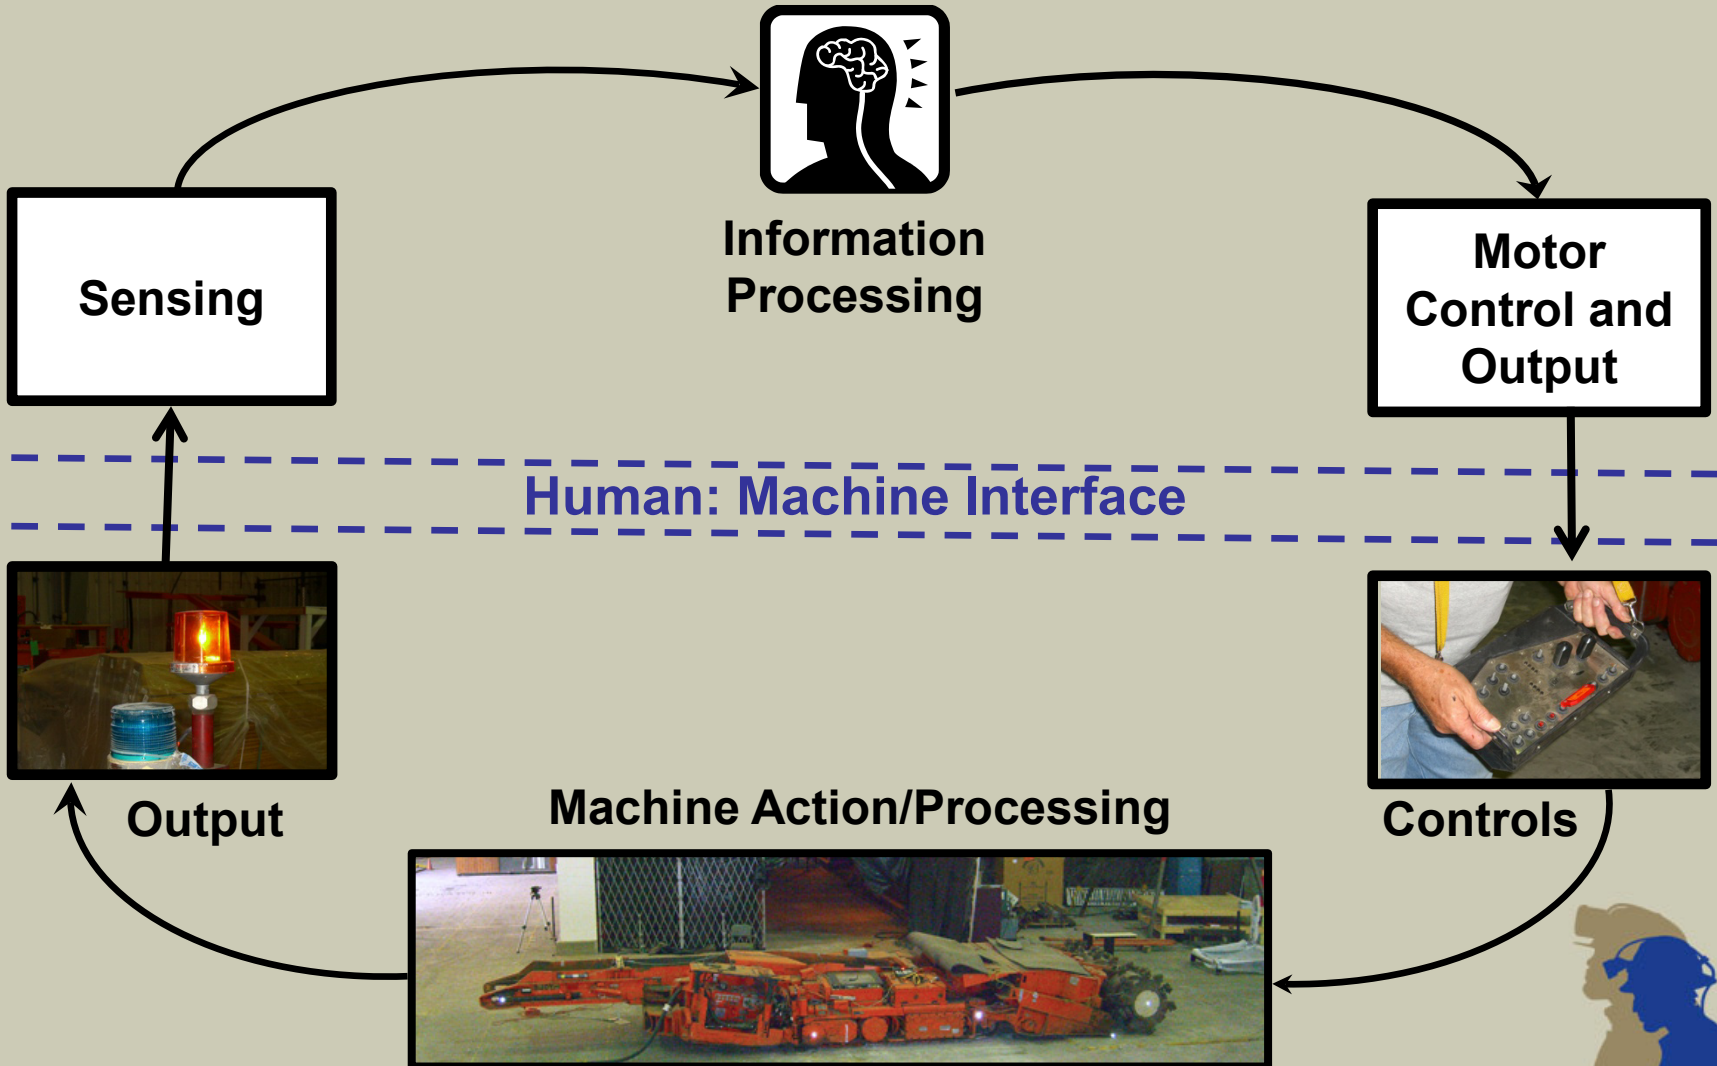 Information
Processing
Sensing
Motor
Control and
Output
Human: Machine Interface
Output
Machine Action/Processing
Controls